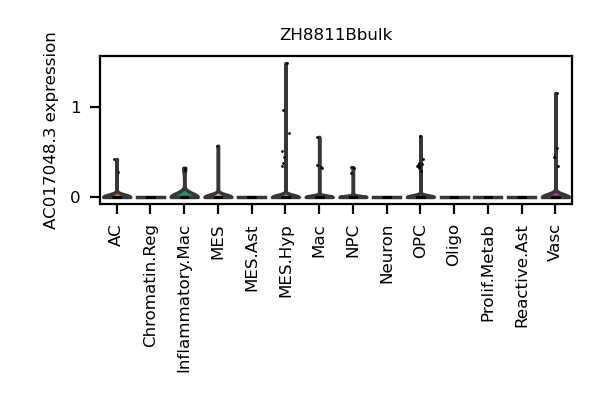 ZH8811Bbulk
AC017048.3 expression
1
0
AC
Chromatin.Reg
Inflammatory.Mac
MES
MES.Ast
MES.Hyp
Mac
NPC
Neuron
OPC
Oligo
Prolif.Metab
Reactive.Ast
Vasc